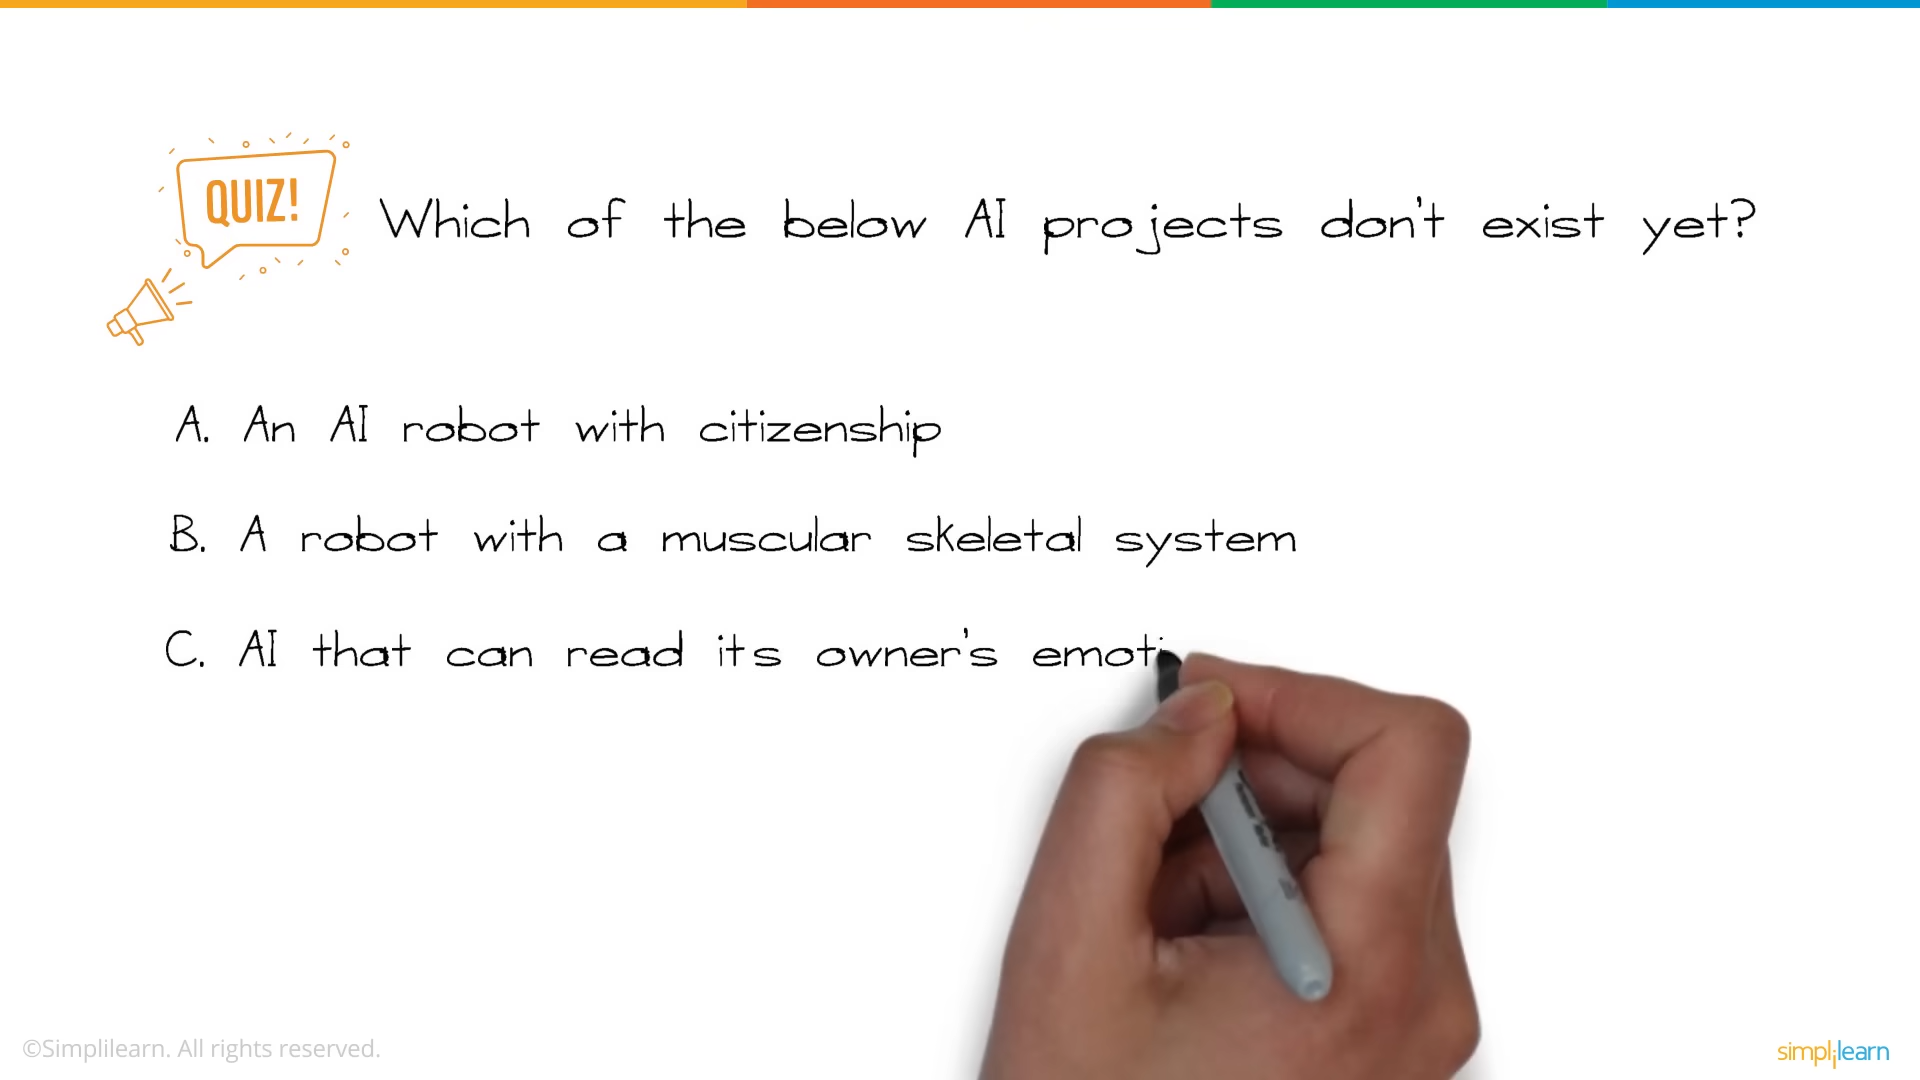 QUIZ!
Which of the below AI projects don't exist yet?
A. An AI robot with citizenship
B. A robot with a muscular skeletal system
C. AI that can read its owner's emoti
©Simplilearn. All rights reserved.
simplilearn